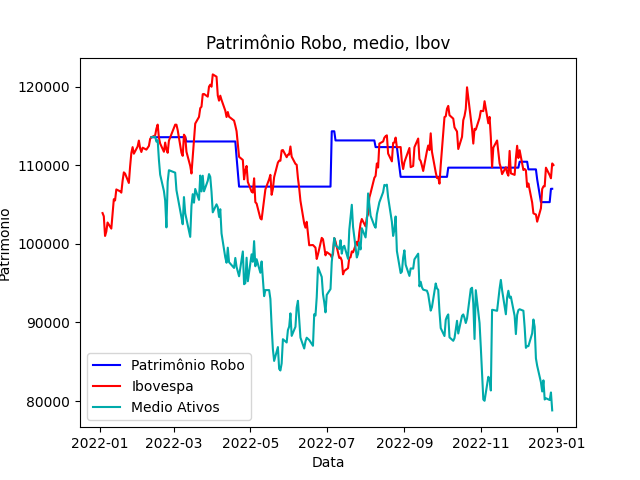 Patrimônio Robo, medio, Ibov
120000
110000
100000
90000
80000
Patrimonio
Patrimônio Robo
Ibovespa
Medio Ativos
2022-01 2022-03 2022-05 2022-07 2022-09 2022-11 2023-01
Data